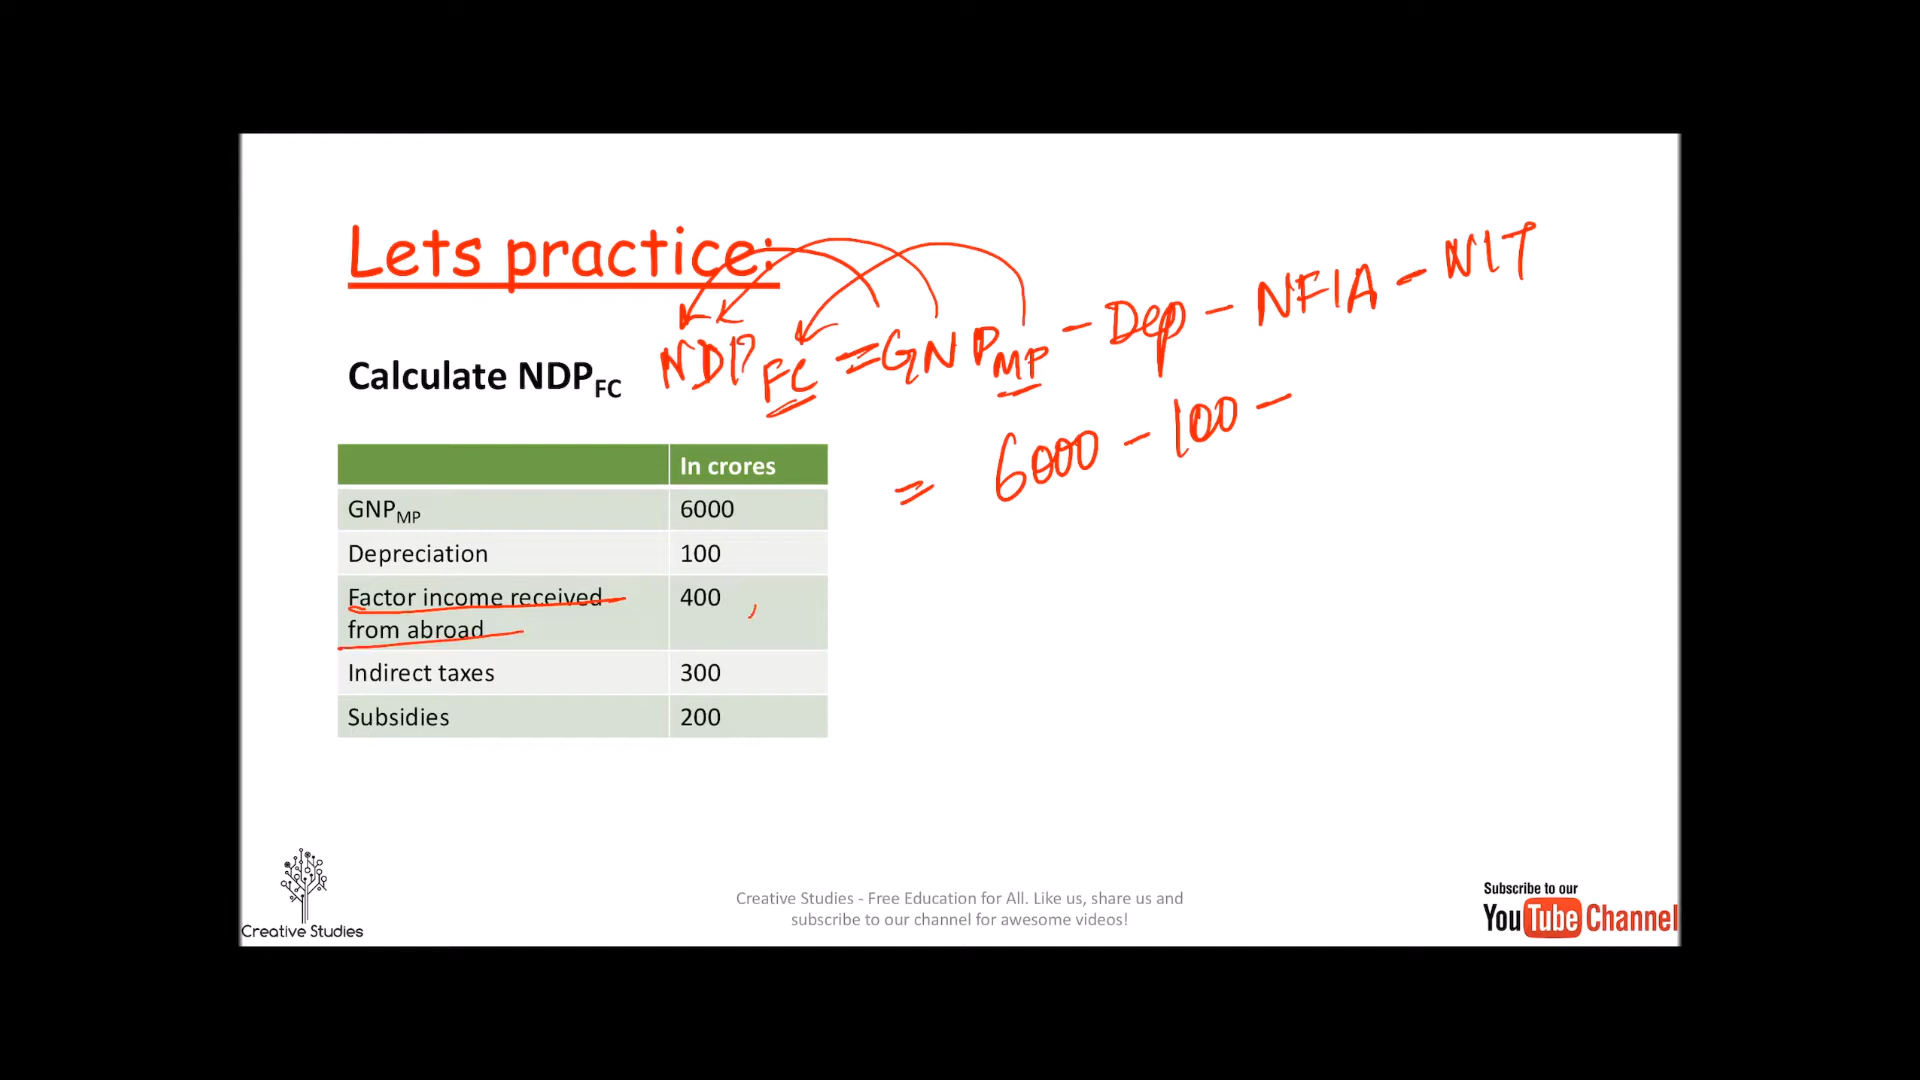 Lets practice:
NDP FC = GNP MP - Dep - NFIA - NIT
Calculate NDPFC
= 6000 - 100 -
In crores
GNPMP 6000
Depreciation 100
Factor income received from abroad 400
Indirect taxes 300
Subsidies 200
Creative Studies
Creative Studies - Free Education for All. Like us, share us and
subscribe to our channel for awesome videos!
Subscribe to our
YouTube Channel